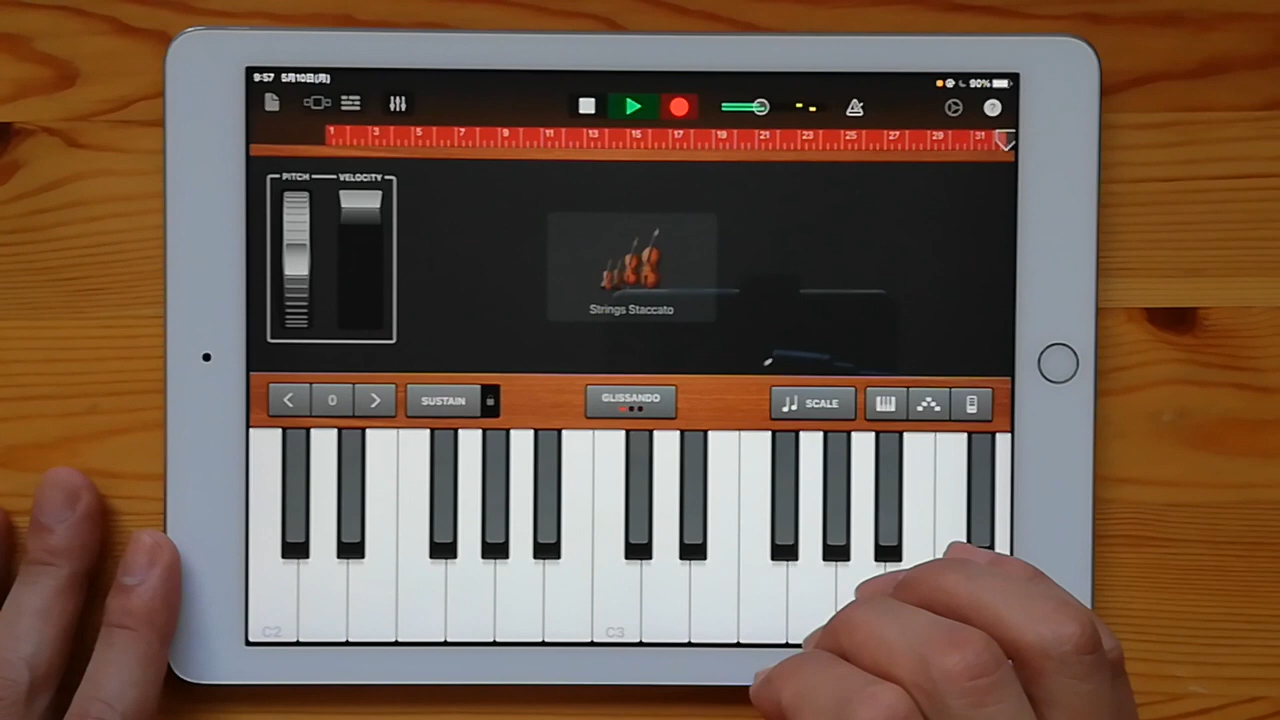 9:57 5月10日(月)
90%
?
1 3 5 7 9 11 13 15 17 19 21 23 25 27 29 31
PITCH VELOCITY
Strings Staccato
0 SUSTAIN GLISSANDO SCALE
C2 C3